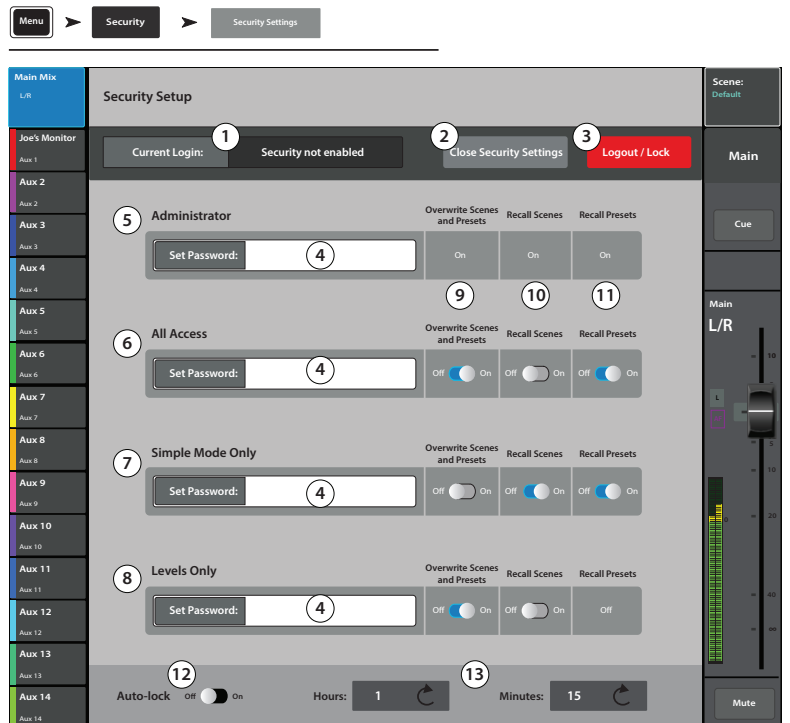 Menu
Security
Security Settings
Main Mix
L/R
Joe's Monitor
Aux 1
Aux 2
Aux 2
Aux 3
Aux 3
Aux 4
Aux 4
Aux 5
Aux 5
Aux 6
Aux 6
Aux 7
Aux 7
Aux 8
Aux 8
Aux 9
Aux 9
Aux 10
Aux 10
Aux 11
Aux 11
Aux 12
Aux 12
Aux 13
Aux 13
Aux 14
Aux 14
Security Setup
1
2
3
Current Login: Security not enabled
Close Security Settings
Logout / Lock
5
Administrator
Overwrite Scenes
and Presets
Recall Scenes
Recall Presets
Set Password: 4
On
On
On
9
10
11
6
All Access
Overwrite Scenes
and Presets
Recall Scenes
Recall Presets
Set Password: 4
Off On
Off On
Off On
7
Simple Mode Only
Overwrite Scenes
and Presets
Recall Scenes
Recall Presets
Set Password: 4
Off On
Off On
Off On
8
Levels Only
Overwrite Scenes
and Presets
Recall Scenes
Recall Presets
Set Password: 4
Off On
Off On
Off
12
13
Auto-lock Off On
Hours: 1
Minutes: 15
Scene:
Default
Main
Cue
Main
L/R
10
L
5
10
0
20
40
∞
Mute